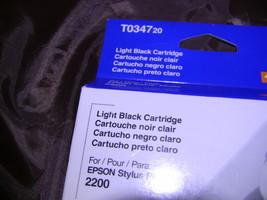 T034720
Light Black Cartridge
Cartouche noir clair
Cartucho negro claro
Cartucho preto claro
Light Black Cartridge
Cartouche noir clair
Cartucho negro claro
Cartucho preto claro
For / Pour / Para:
EPSON Stylus
2200